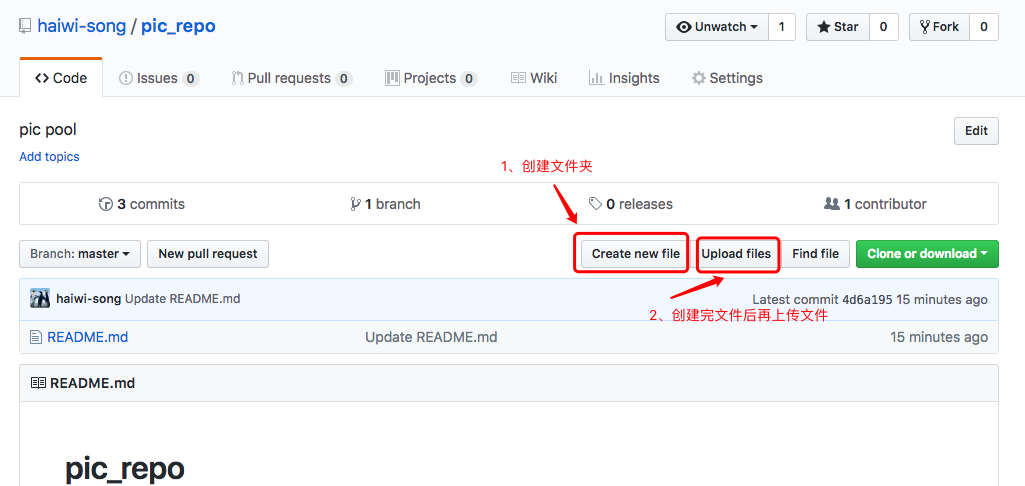 haiwi-song / pic_repo
Unwatch 1 Star 0 Fork 0
Code Issues 0 Pull requests 0 Projects 0 Wiki Insights Settings
pic pool
Edit
Add topics
1、创建文件夹
3 commits 1 branch 0 releases 1 contributor
Branch: master New pull request Create new file Upload files Find file Clone or download
haiwi-song Update README.md Latest commit 4d6a195 15 minutes ago
2、创建完文件后再上传文件
README.md Update README.md 15 minutes ago
README.md
pic_repo